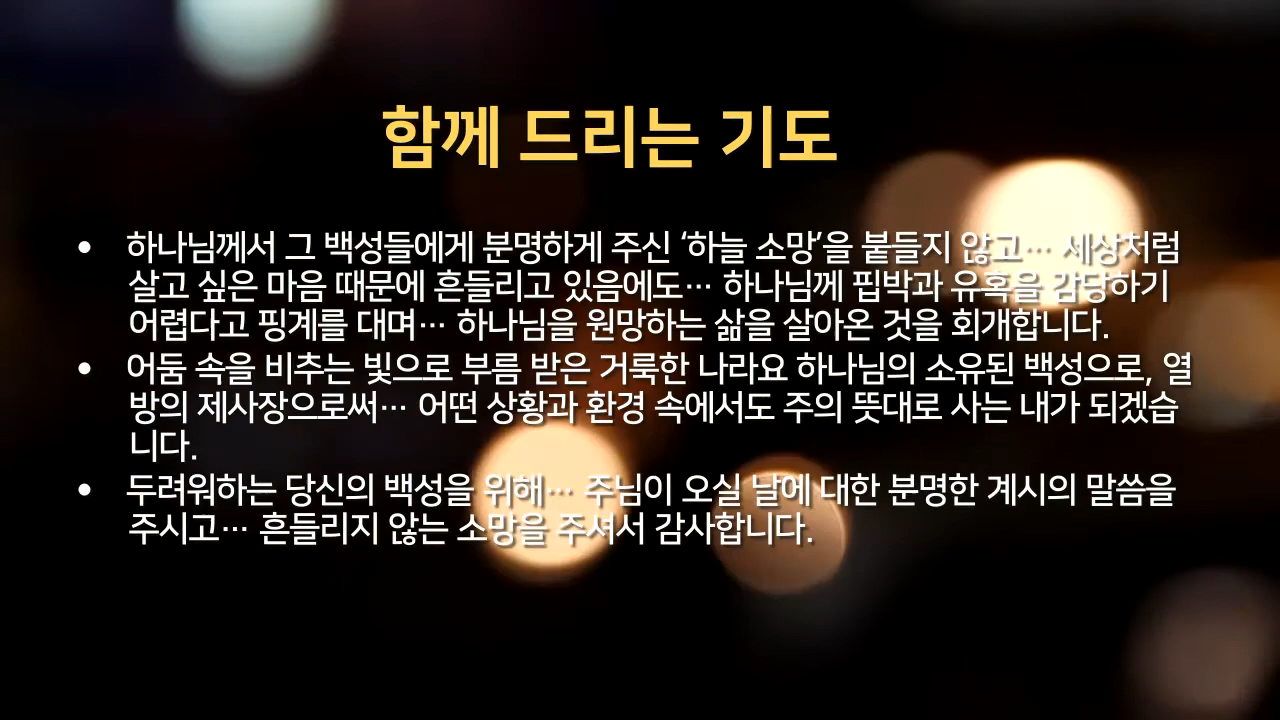 함께 드리는 기도
• 하나님께서 그 백성들에게 분명하게 주신 ‘하늘 소망’을 붙들지 않고… 세상처럼
살고 싶은 마음 때문에 흔들리고 있음에도… 하나님께 핍박과 유혹을 감당하기
어렵다고 핑계를 대며… 하나님을 원망하는 삶을 살아온 것을 회개합니다.
• 어둠 속을 비추는 빛으로 부름 받은 거룩한 나라요 하나님의 소유된 백성으로, 열
방의 제사장으로써… 어떤 상황과 환경 속에서도 주의 뜻대로 사는 내가 되겠습
니다.
• 두려워하는 당신의 백성을 위해… 주님이 오실 날에 대한 분명한 계시의 말씀을
주시고… 흔들리지 않는 소망을 주셔서 감사합니다.